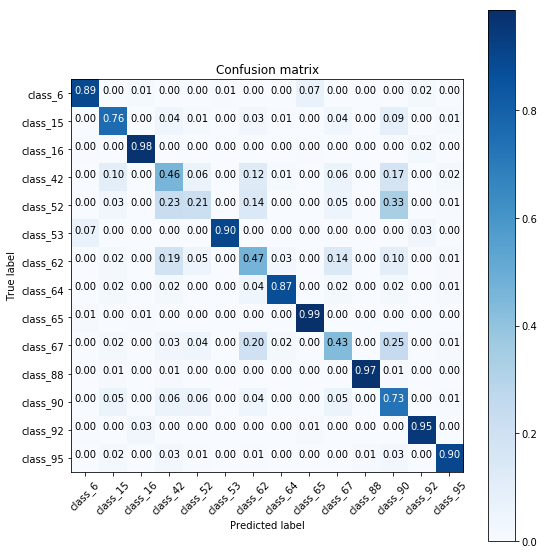 Confusion matrix
class_6 0.89 0.00 0.01 0.00 0.00 0.01 0.00 0.00 0.07 0.00 0.00 0.00 0.02 0.00
class_15 0.00 0.76 0.00 0.04 0.01 0.00 0.03 0.01 0.00 0.04 0.00 0.09 0.00 0.01
class_16 0.00 0.00 0.98 0.00 0.00 0.00 0.00 0.00 0.00 0.00 0.00 0.00 0.02 0.00
class_42 0.00 0.10 0.00 0.46 0.06 0.00 0.12 0.01 0.00 0.06 0.00 0.17 0.00 0.02
class_52 0.00 0.03 0.00 0.23 0.21 0.00 0.14 0.00 0.00 0.05 0.00 0.33 0.00 0.01
class_53 0.07 0.00 0.00 0.00 0.00 0.90 0.00 0.00 0.00 0.00 0.00 0.00 0.03 0.00
class_62 0.00 0.02 0.00 0.19 0.05 0.00 0.47 0.03 0.00 0.14 0.00 0.10 0.00 0.01
class_64 0.00 0.02 0.00 0.02 0.00 0.00 0.04 0.87 0.00 0.02 0.00 0.02 0.00 0.01
class_65 0.01 0.00 0.01 0.00 0.00 0.00 0.00 0.00 0.99 0.00 0.00 0.00 0.00 0.00
class_67 0.00 0.02 0.00 0.03 0.04 0.00 0.20 0.02 0.00 0.43 0.00 0.25 0.00 0.01
class_88 0.00 0.01 0.00 0.01 0.00 0.00 0.00 0.00 0.00 0.00 0.97 0.01 0.00 0.00
class_90 0.00 0.05 0.00 0.06 0.06 0.00 0.04 0.00 0.00 0.05 0.00 0.73 0.00 0.01
class_92 0.00 0.00 0.03 0.00 0.00 0.00 0.00 0.00 0.01 0.00 0.00 0.00 0.95 0.00
class_95 0.00 0.02 0.00 0.03 0.01 0.00 0.01 0.00 0.00 0.01 0.01 0.03 0.00 0.90
class_6 class_15 class_16 class_42 class_52 class_53 class_62 class_64 class_65 class_67 class_88 class_90 class_92 class_95
Predicted label
True label
0.8
0.6
0.4
0.2
0.0